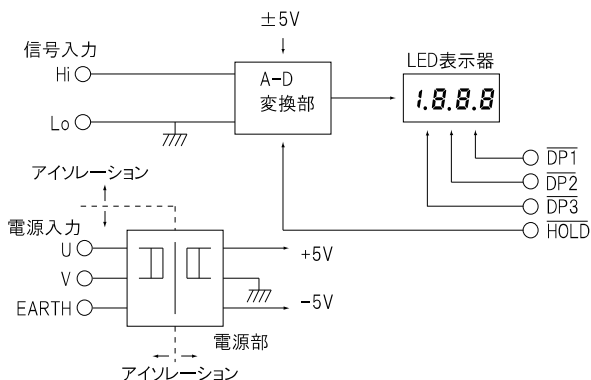 ±5V
信号入力
Hi
Lo
A-D
変換部
LED表示器
1.8.8.8
DP1
DP2
DP3
HOLD
アイソレーション
電源入力
U
V
EARTH
+5V
-5V
電源部
アイソレーション